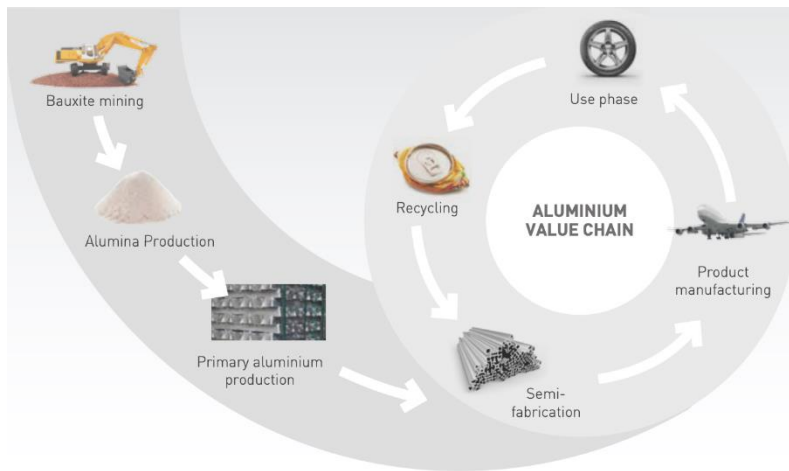 Bauxite mining
Alumina Production
Primary aluminium
production
Semi-
fabrication
Product
manufacturing
Use phase
Recycling
ALUMINIUM
VALUE CHAIN